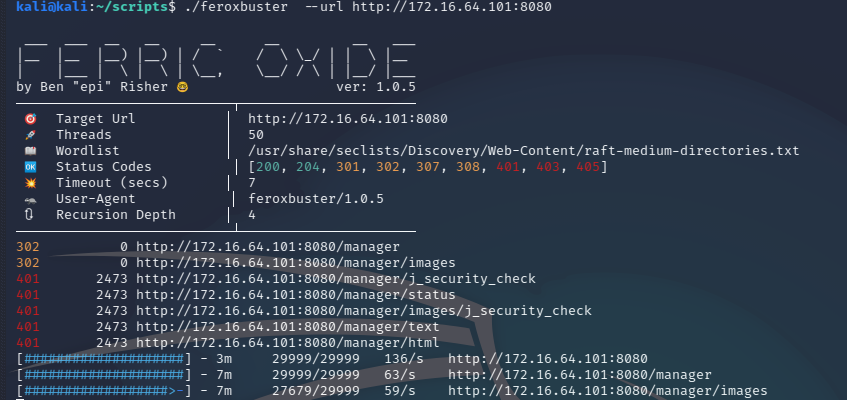 kali@kali:~/scripts$ ./feroxbuster --url http://172.16.64.101:8080
FERRIC OXIDE
by Ben "epi" Risher 🤓 ver: 1.0.5
🎯 Target Url │ http://172.16.64.101:8080
🚀 Threads │ 50
📖 Wordlist │ /usr/share/seclists/Discovery/Web-Content/raft-medium-directories.txt
🆗 Status Codes │ [200, 204, 301, 302, 307, 308, 401, 403, 405]
💥 Timeout (secs) │ 7
🦡 User-Agent │ feroxbuster/1.0.5
🔃 Recursion Depth │ 4
302 0 http://172.16.64.101:8080/manager
302 0 http://172.16.64.101:8080/manager/images
401 2473 http://172.16.64.101:8080/manager/j_security_check
401 2473 http://172.16.64.101:8080/manager/status
401 2473 http://172.16.64.101:8080/manager/images/j_security_check
401 2473 http://172.16.64.101:8080/manager/text
401 2473 http://172.16.64.101:8080/manager/html
[####################] - 3m 29999/29999 136/s http://172.16.64.101:8080
[####################] - 7m 29999/29999 63/s http://172.16.64.101:8080/manager
[##################>-] - 7m 27679/29999 59/s http://172.16.64.101:8080/manager/images